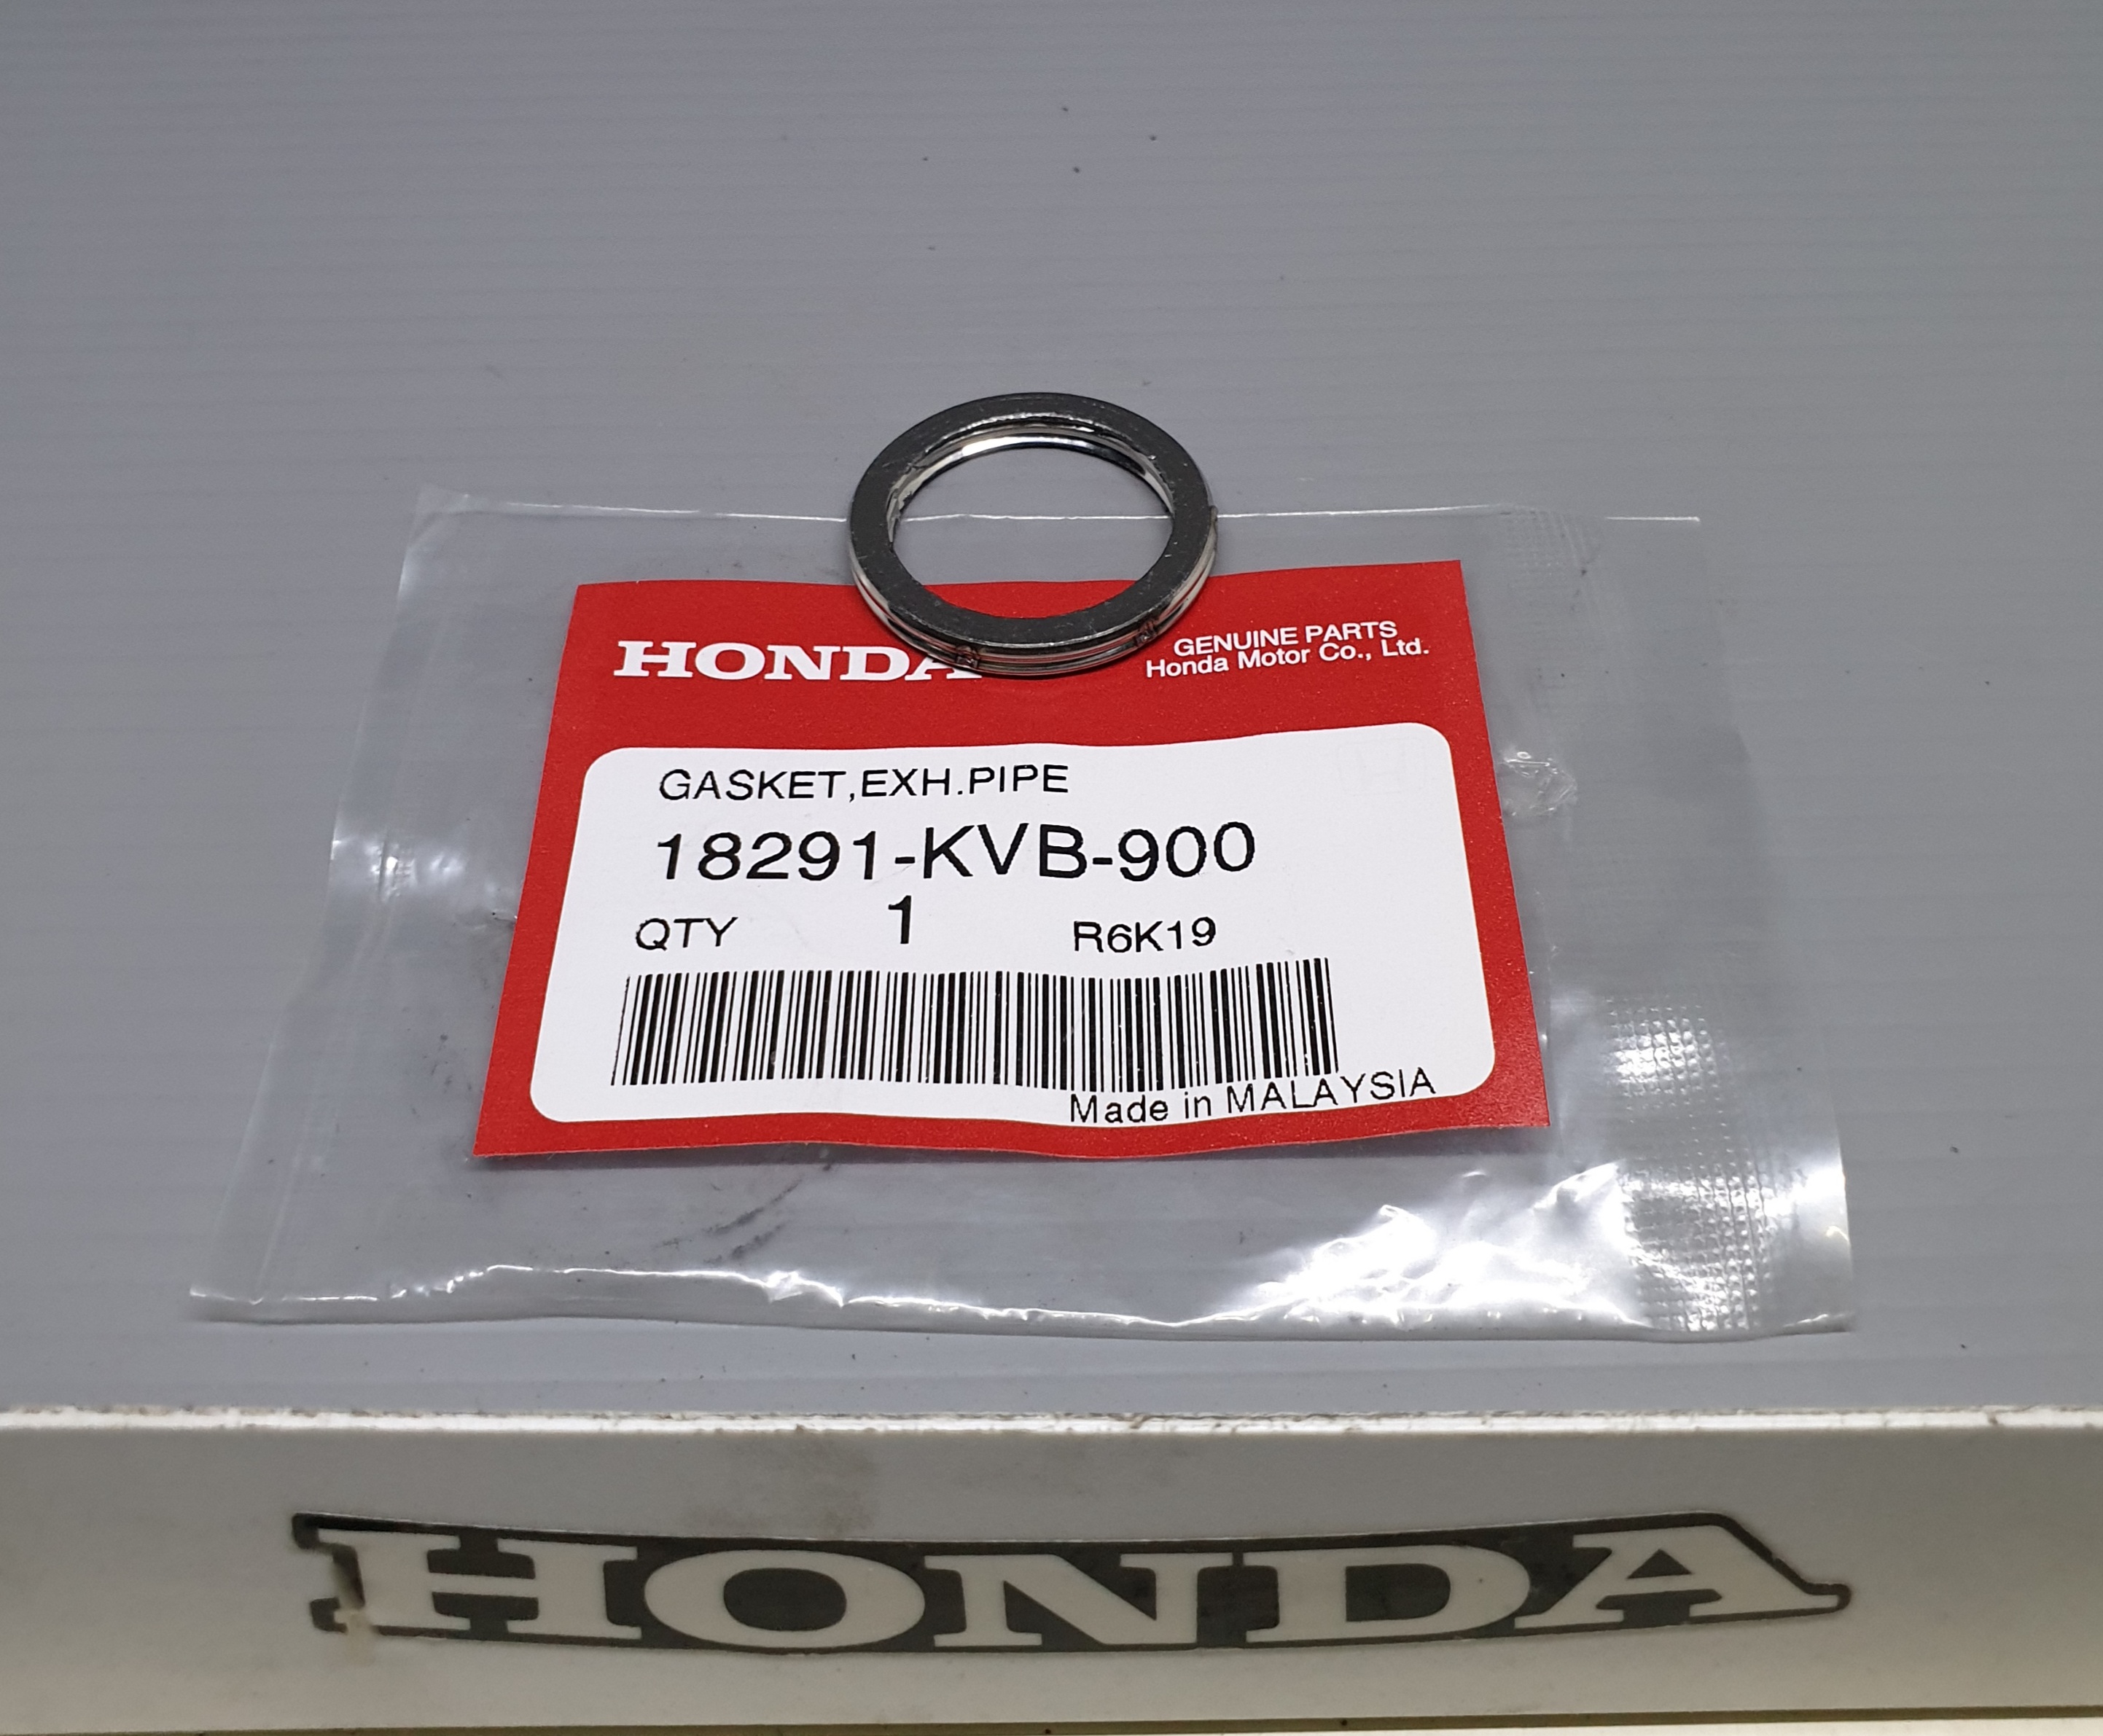 HONDA
GENUINE PARTS
Honda Motor Co., Ltd.
GASKET,EXH.PIPE
18291-KVB-900
QTY 1 R6K19
Made in MALAYSIA
HONDA